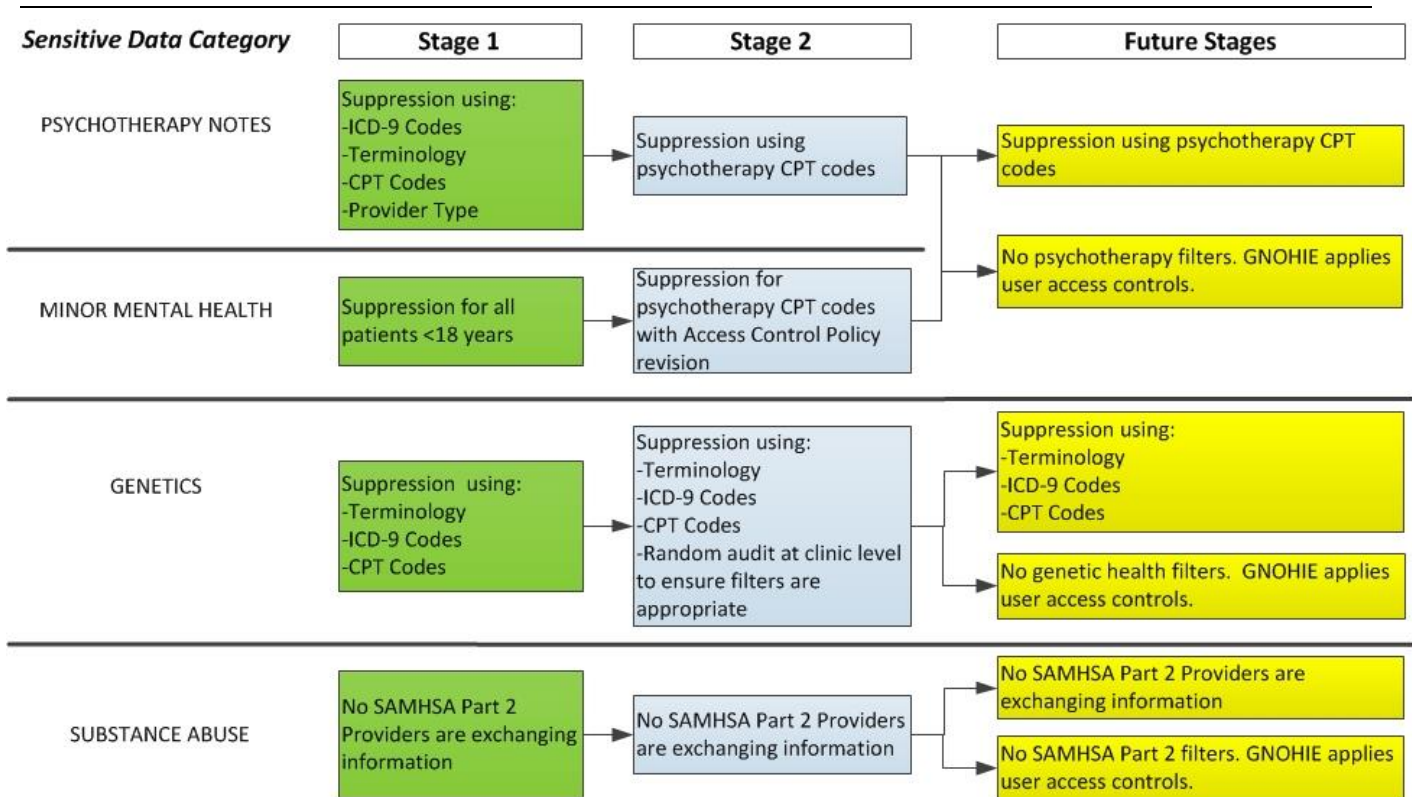 Sensitive Data Category
Stage 1
Stage 2
Future Stages
PSYCHOTHERAPY NOTES
Suppression using:
-ICD-9 Codes
-Terminology
-CPT Codes
-Provider Type
Suppression using
psychotherapy CPT codes
Suppression using psychotherapy CPT
codes
No psychotherapy filters. GNOHIE applies
user access controls.
MINOR MENTAL HEALTH
Suppression for all
patients <18 years
Suppression for
psychotherapy CPT codes
with Access Control Policy
revision
GENETICS
Suppression using:
-Terminology
-ICD-9 Codes
-CPT Codes
Suppression using:
-Terminology
-ICD-9 Codes
-CPT Codes
-Random audit at clinic level
to ensure filters are
appropriate
Suppression using:
-Terminology
-ICD-9 Codes
-CPT Codes
No genetic health filters. GNOHIE applies
user access controls.
SUBSTANCE ABUSE
No SAMHSA Part 2
Providers are exchanging
information
No SAMHSA Part 2 Providers
are exchanging information
No SAMHSA Part 2 Providers are
exchanging information
No SAMHSA Part 2 filters. GNOHIE applies
user access controls.